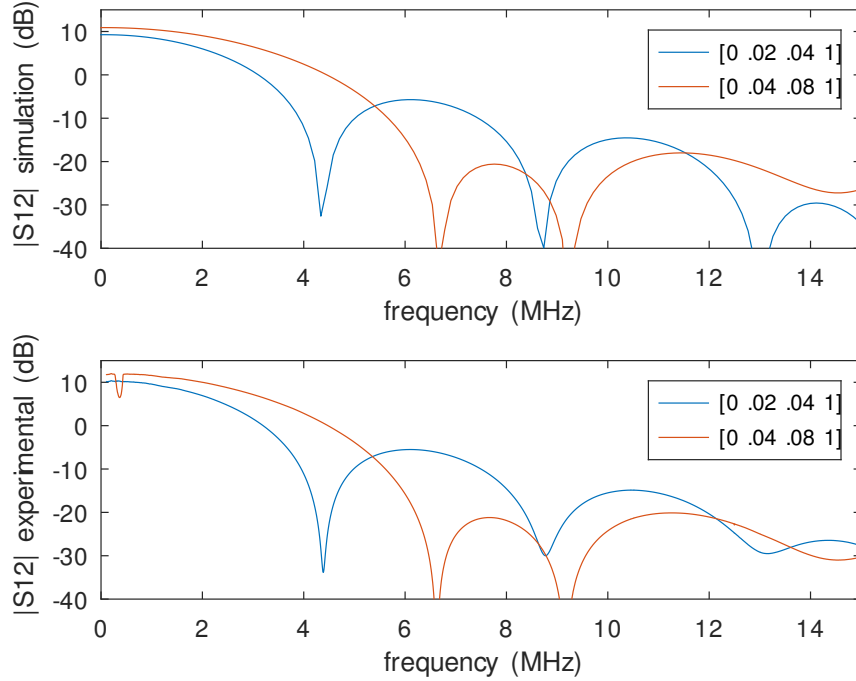 |S12| simulation (dB)
10
0
-10
-20
-30
-40
0 2 4 6 8 10 12 14
frequency (MHz)
[0 .02 .04 1]
[0 .04 .08 1]
|S12| experimental (dB)
10
0
-10
-20
-30
-40
0 2 4 6 8 10 12 14
frequency (MHz)
[0 .02 .04 1]
[0 .04 .08 1]